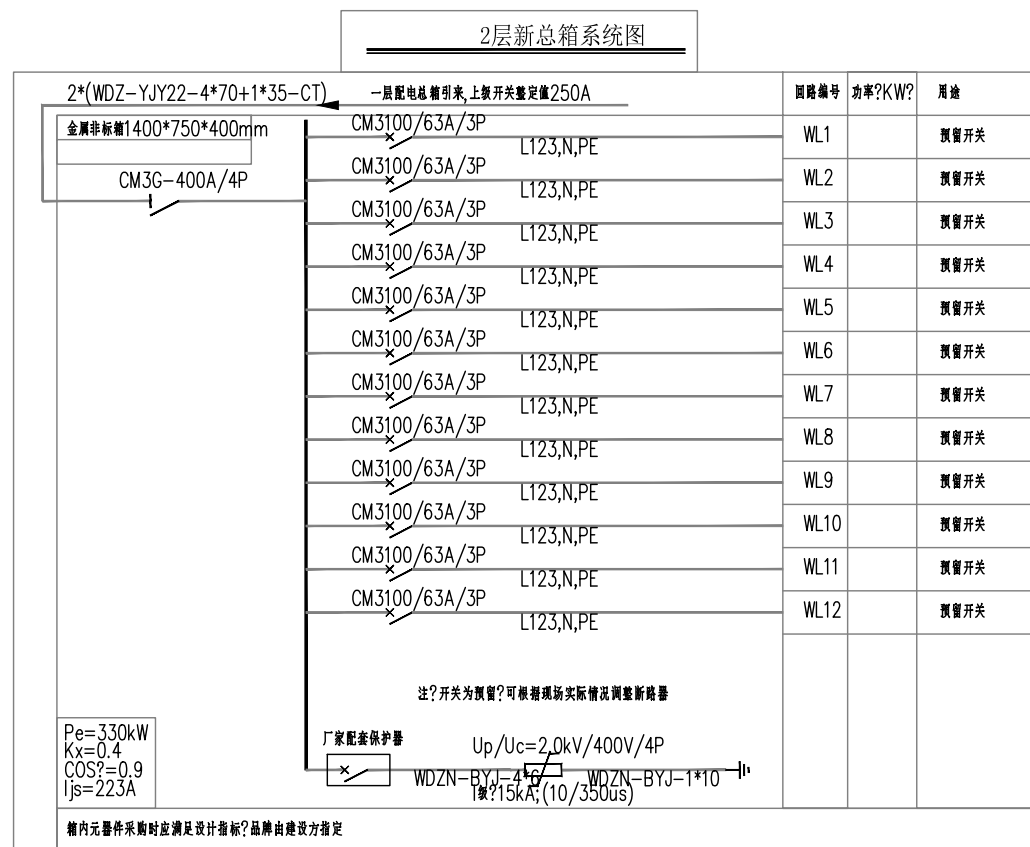 2层新总箱系统图
2*(WDZ-YJY22-4*70+1*35-CT)
一层配电总箱引来,上级开关整定值250A
回路编号 功率?KW? 用途
金属非标箱1400*750*400mm
CM3G-400A/4P
CM3100/63A/3P L123,N,PE WL1 预留开关
CM3100/63A/3P L123,N,PE WL2 预留开关
CM3100/63A/3P L123,N,PE WL3 预留开关
CM3100/63A/3P L123,N,PE WL4 预留开关
CM3100/63A/3P L123,N,PE WL5 预留开关
CM3100/63A/3P L123,N,PE WL6 预留开关
CM3100/63A/3P L123,N,PE WL7 预留开关
CM3100/63A/3P L123,N,PE WL8 预留开关
CM3100/63A/3P L123,N,PE WL9 预留开关
CM3100/63A/3P L123,N,PE WL10 预留开关
CM3100/63A/3P L123,N,PE WL11 预留开关
CM3100/63A/3P L123,N,PE WL12 预留开关
注?开关为预留?可根据现场实际情况调整断路器
Pe=330kW
Kx=0.4
COS?=0.9
Ijs=223A
厂家配套保护器
Up/Uc=2.0kV/400V/4P
WDZN-BYJ-4*6 WDZN-BYJ-1*10
I级?15kA,(10/350us)
箱内元器件采购时应满足设计指标?品牌由建设方指定